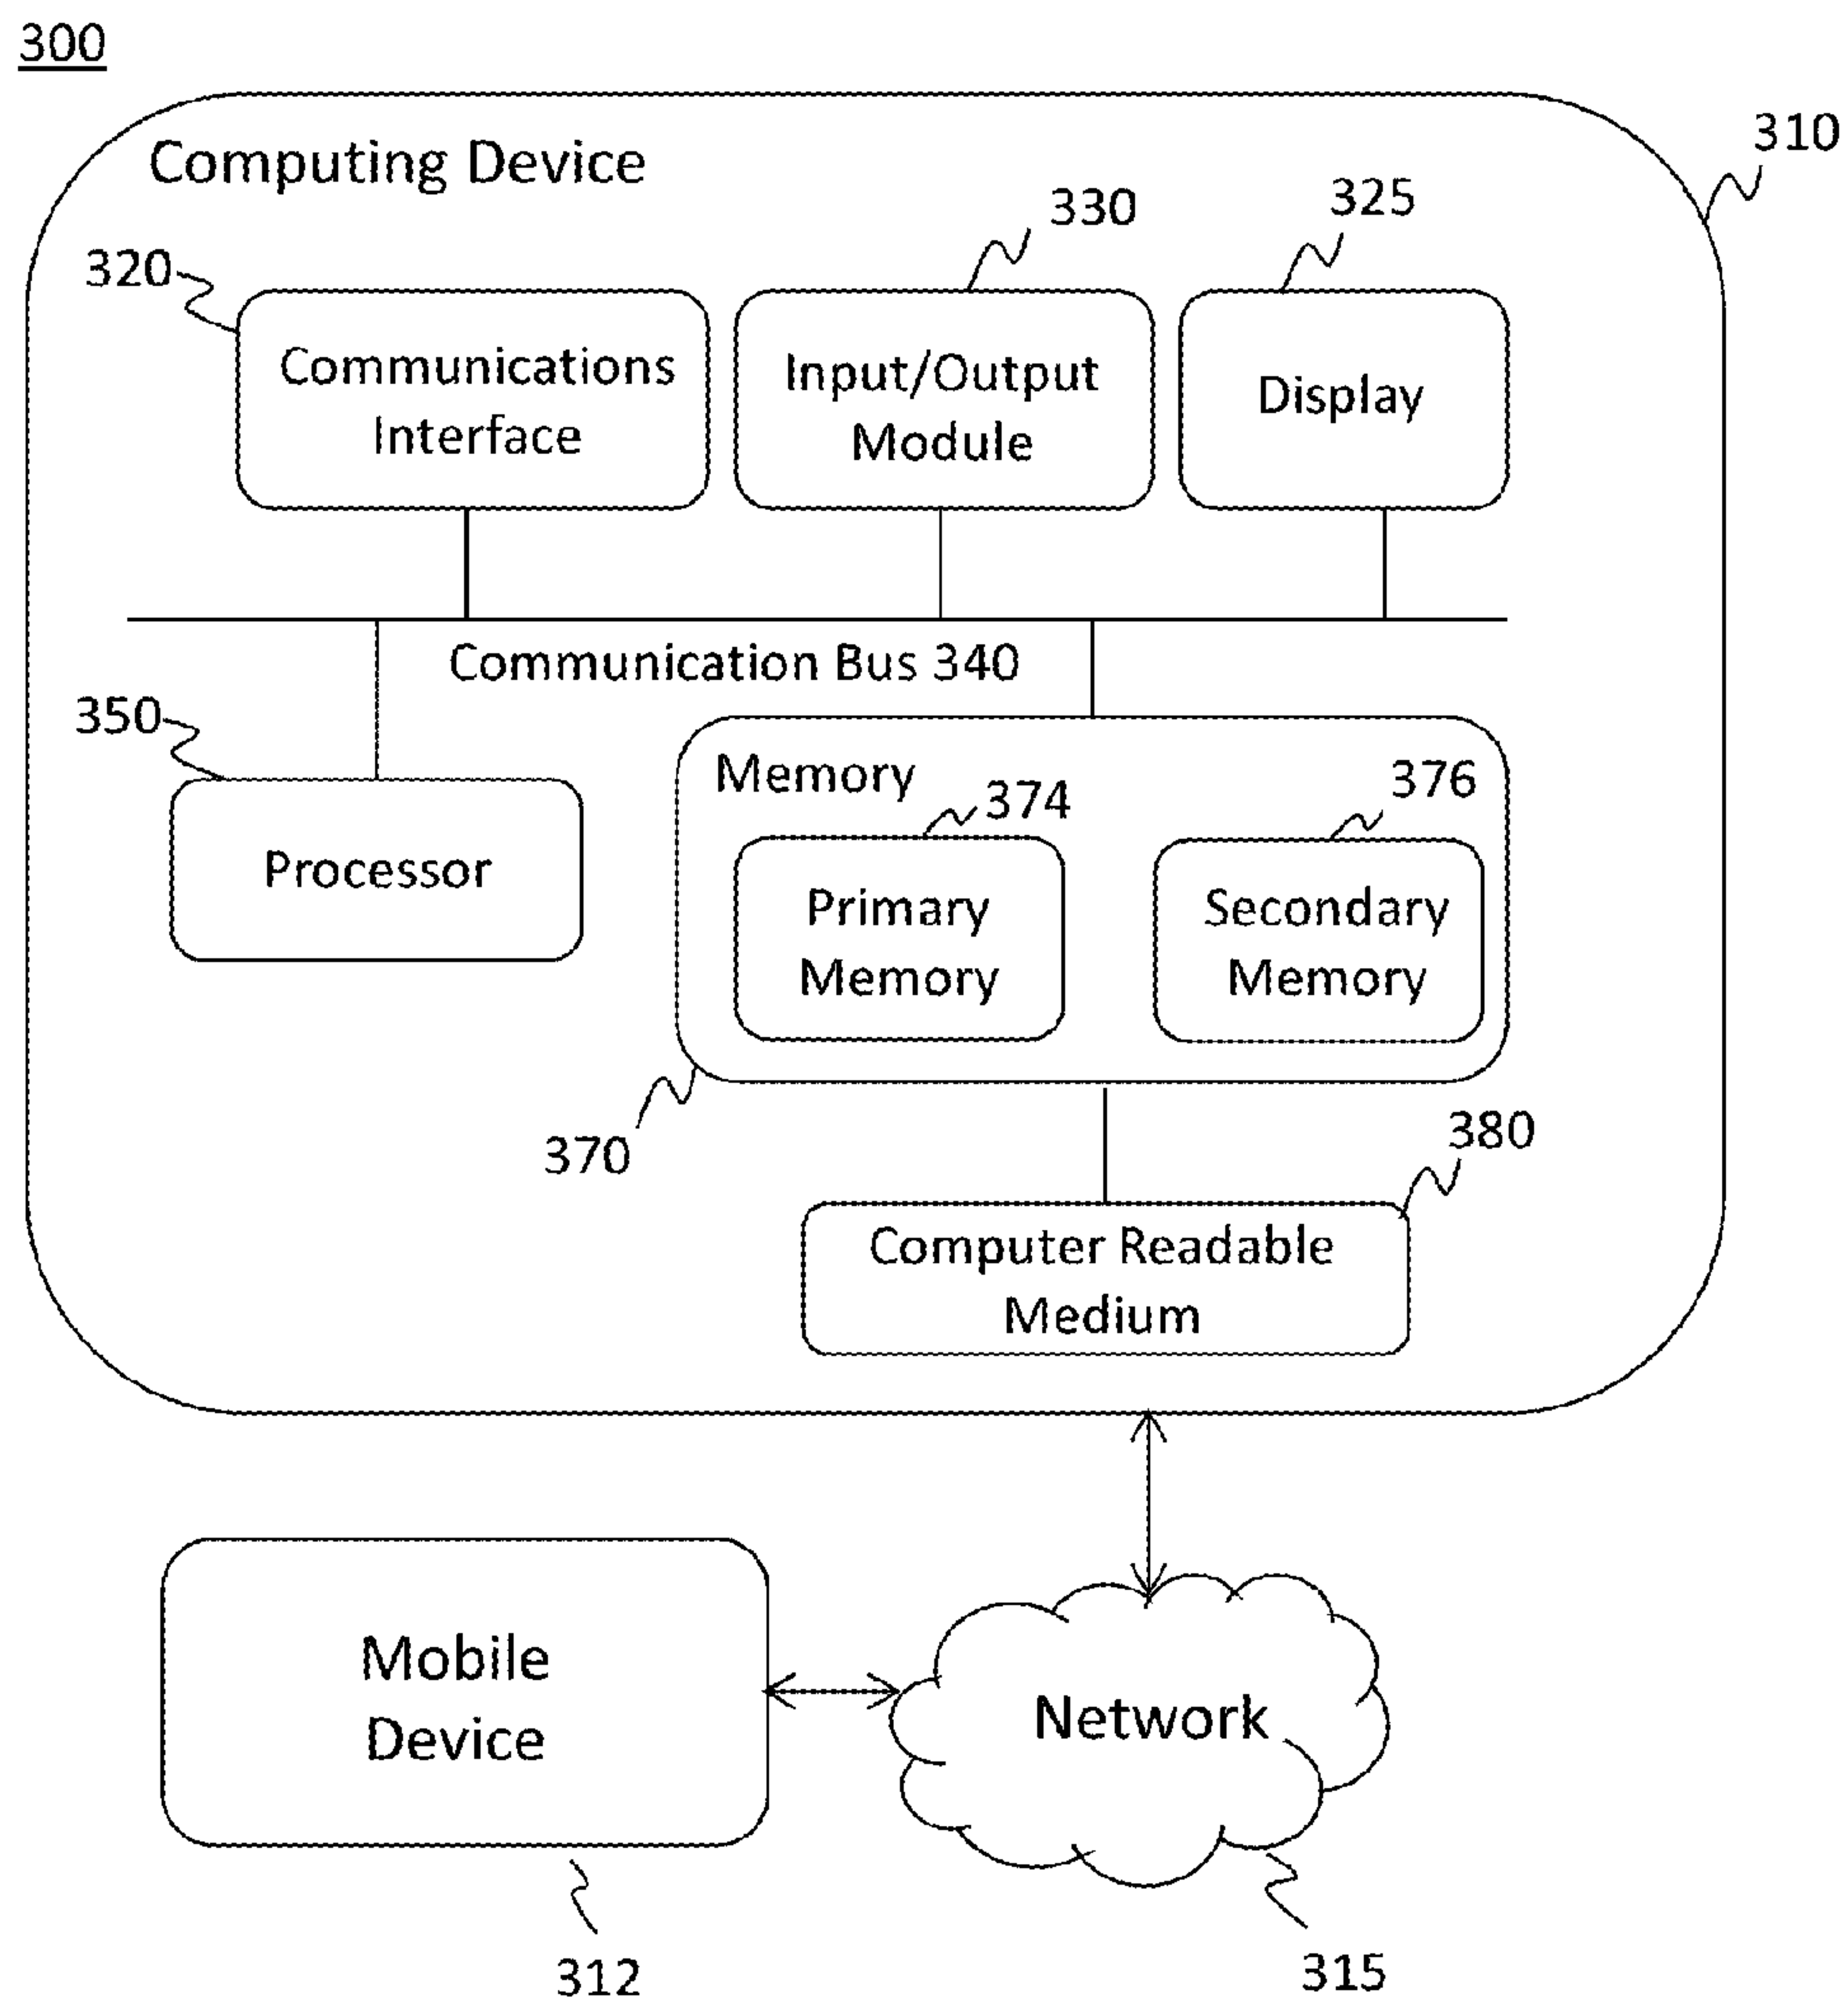 300
310
Computing Device
330
325
320
Communications
Interface
Input/Output
Module
Display
Communication Bus 340
350
Memory
374
376
Processor
Primary
Memory
Secondary
Memory
370
380
Computer Readable
Medium
Mobile
Device
Network
312
315